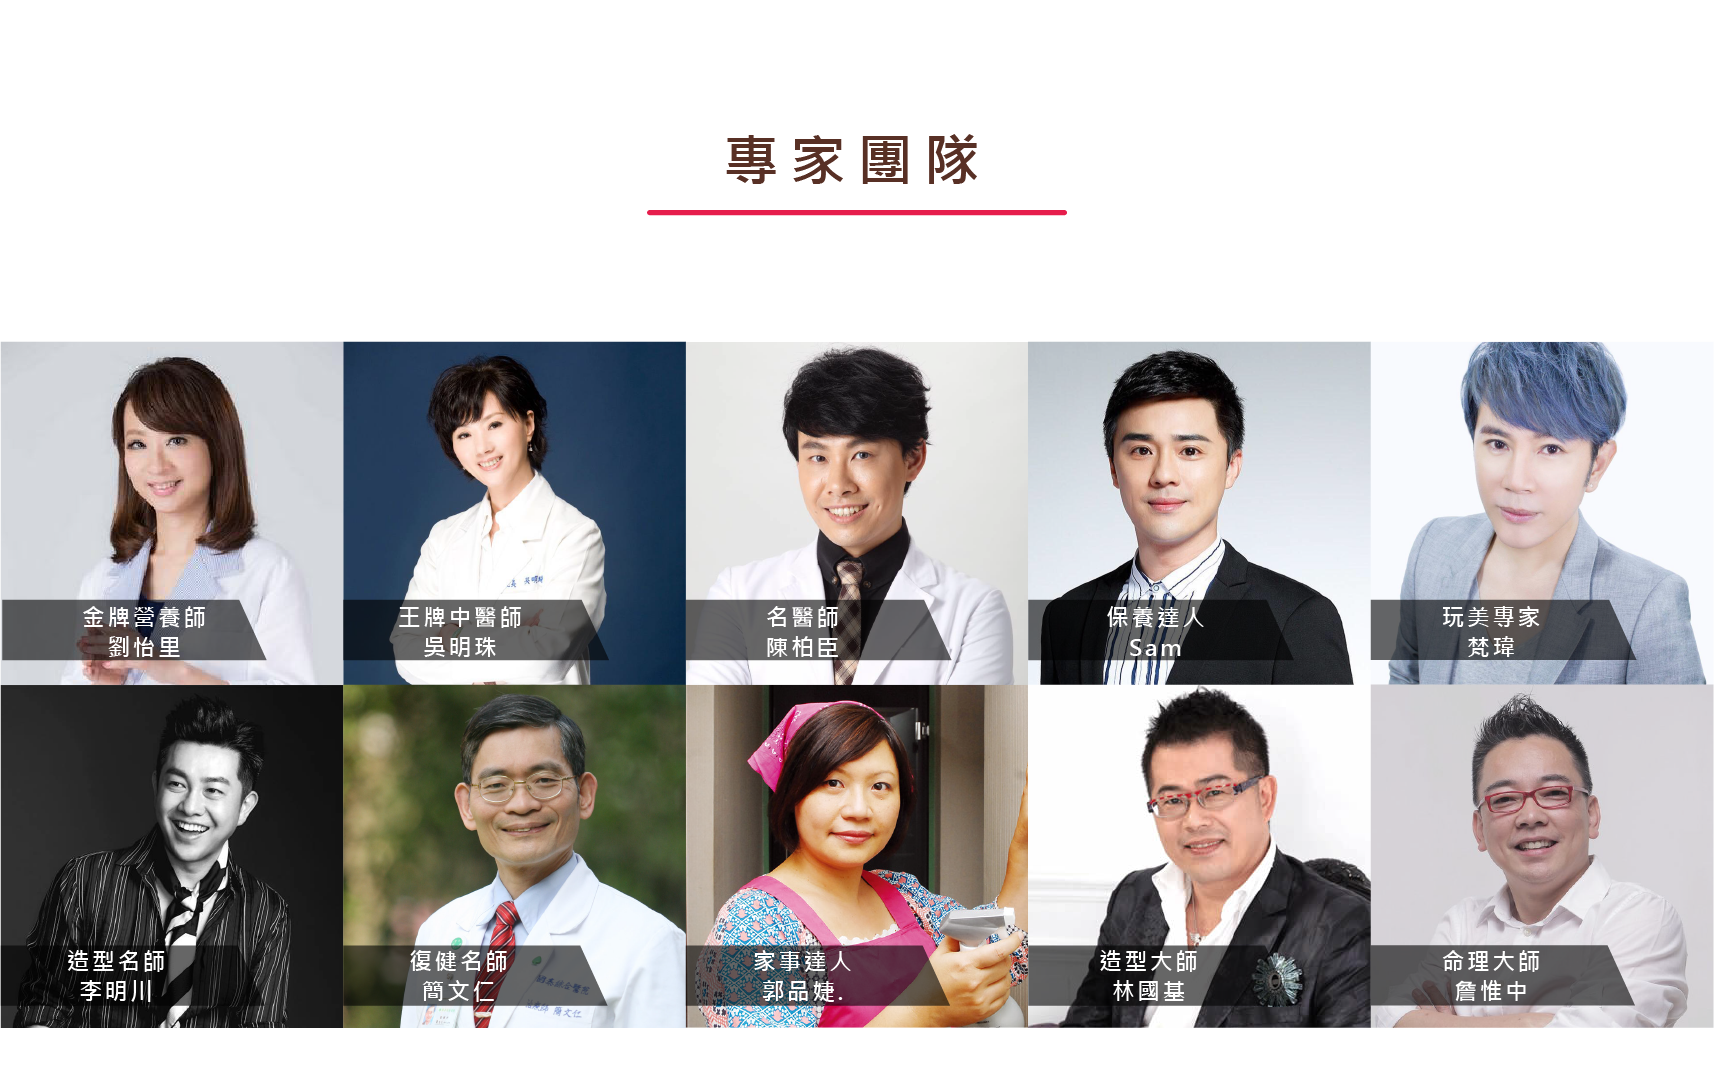 專家團隊
金牌營養師
劉怡里
王牌中醫師
吳明珠
名醫師
陳柏臣
保養達人
Sam
玩美專家
梵瑋
造型名師
李明川
復健名師
簡文仁
家事達人
郭品婕.
造型大師
林國基
命理大師
詹惟中